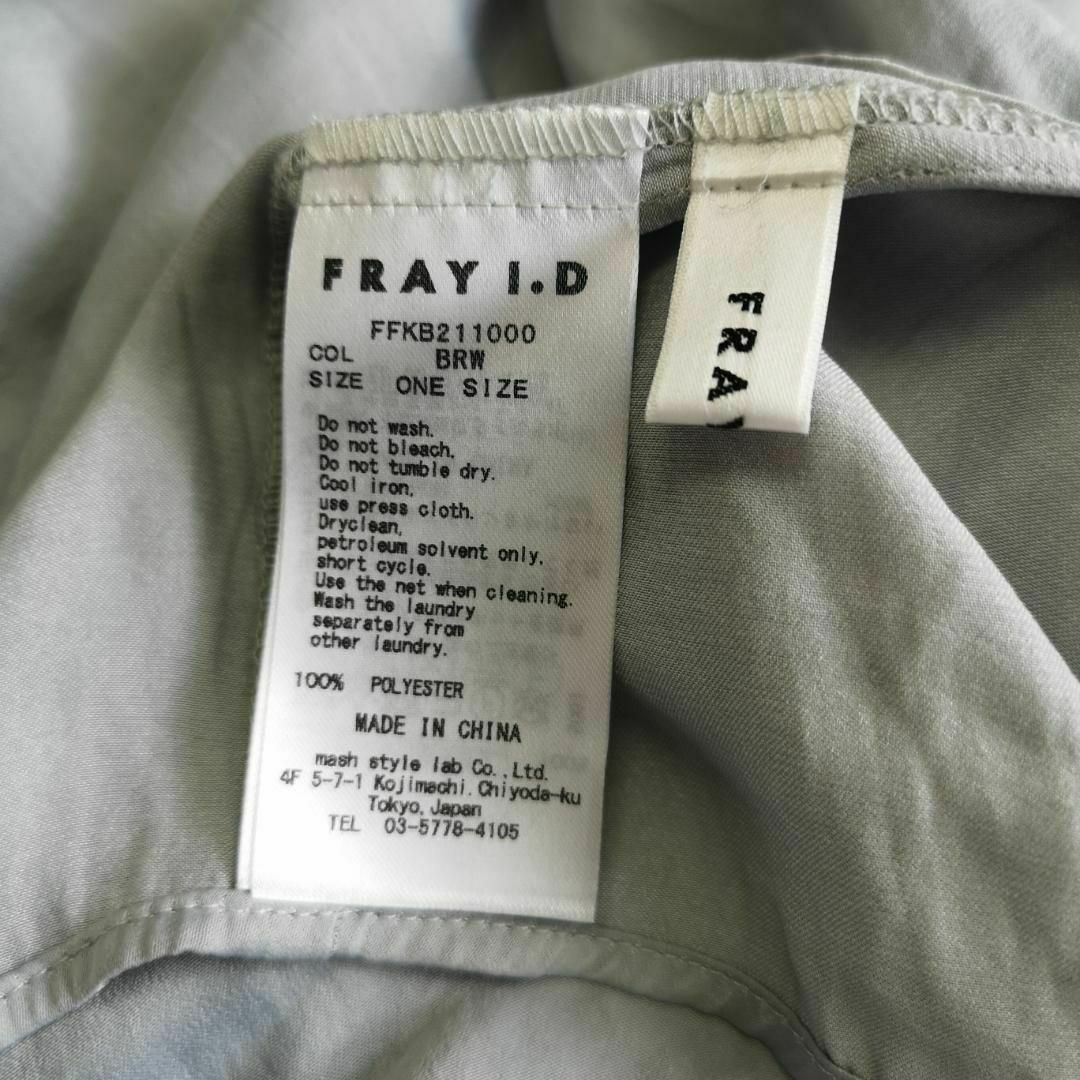 FRAY I.D
FFKB211000
COL BRW
SIZE ONE SIZE
Do not wash.
Do not bleach.
Do not tumble dry.
Cool iron,
use press cloth.
Dryclean,
petroleum solvent only,
short cycle.
Use the net when cleaning.
Wash the laundry
separately from
other laundry.
100% POLYESTER
MADE IN CHINA
mash style lab Co.,Ltd.
4F 5-7-1 Kojimachi.Chiyoda-ku
Tokyo,Japan
TEL 03-5778-4105
FRAY